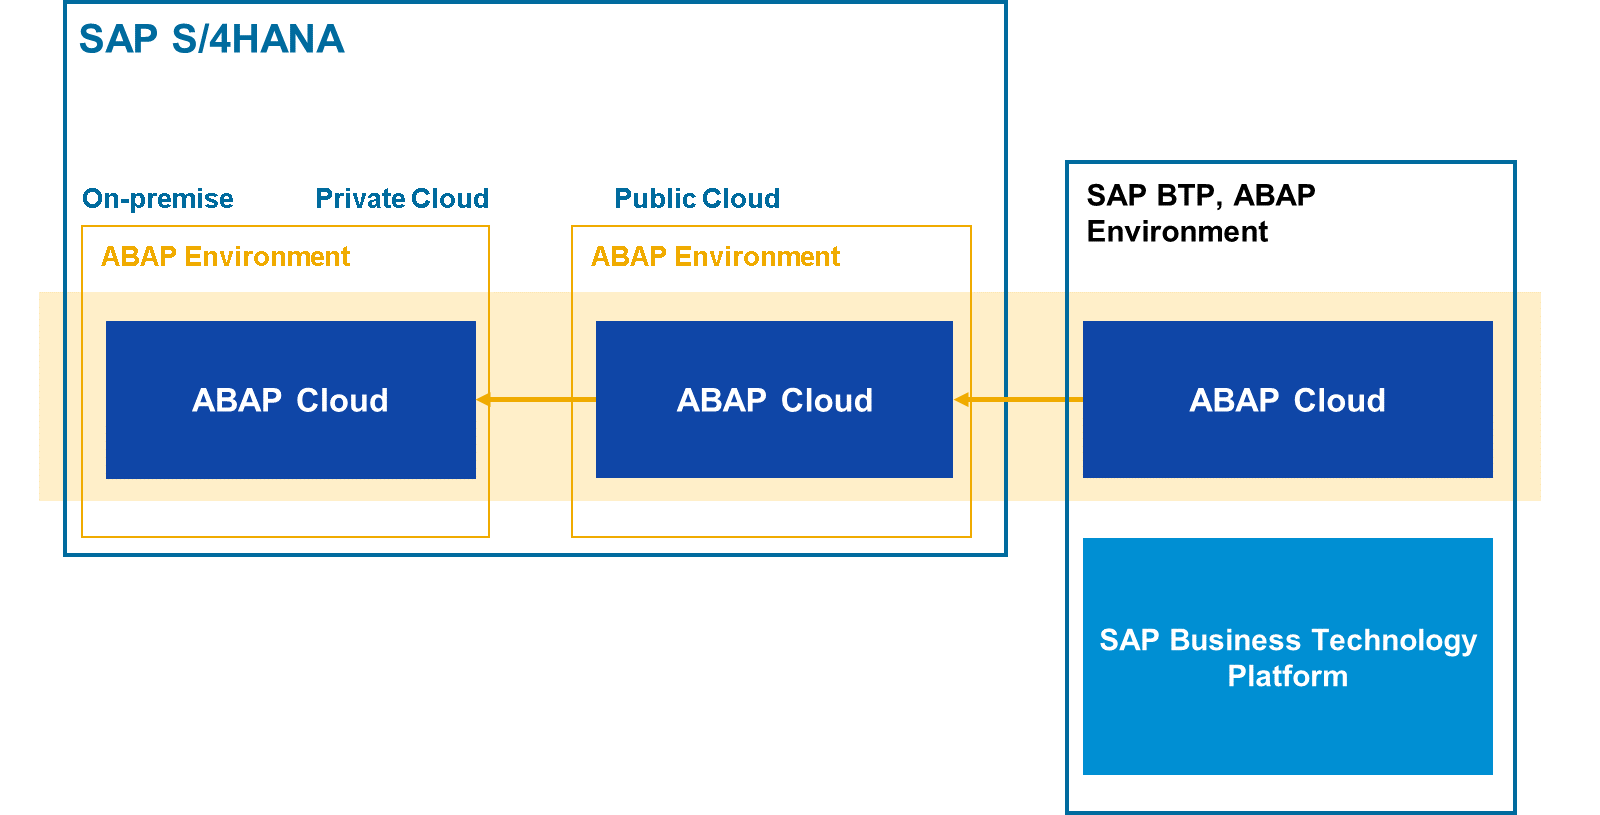 SAP S/4HANA
On-premise
Private Cloud
Public Cloud
ABAP Environment
ABAP Environment
SAP BTP, ABAP
Environment
ABAP Cloud
ABAP Cloud
ABAP Cloud
SAP Business Technology
Platform